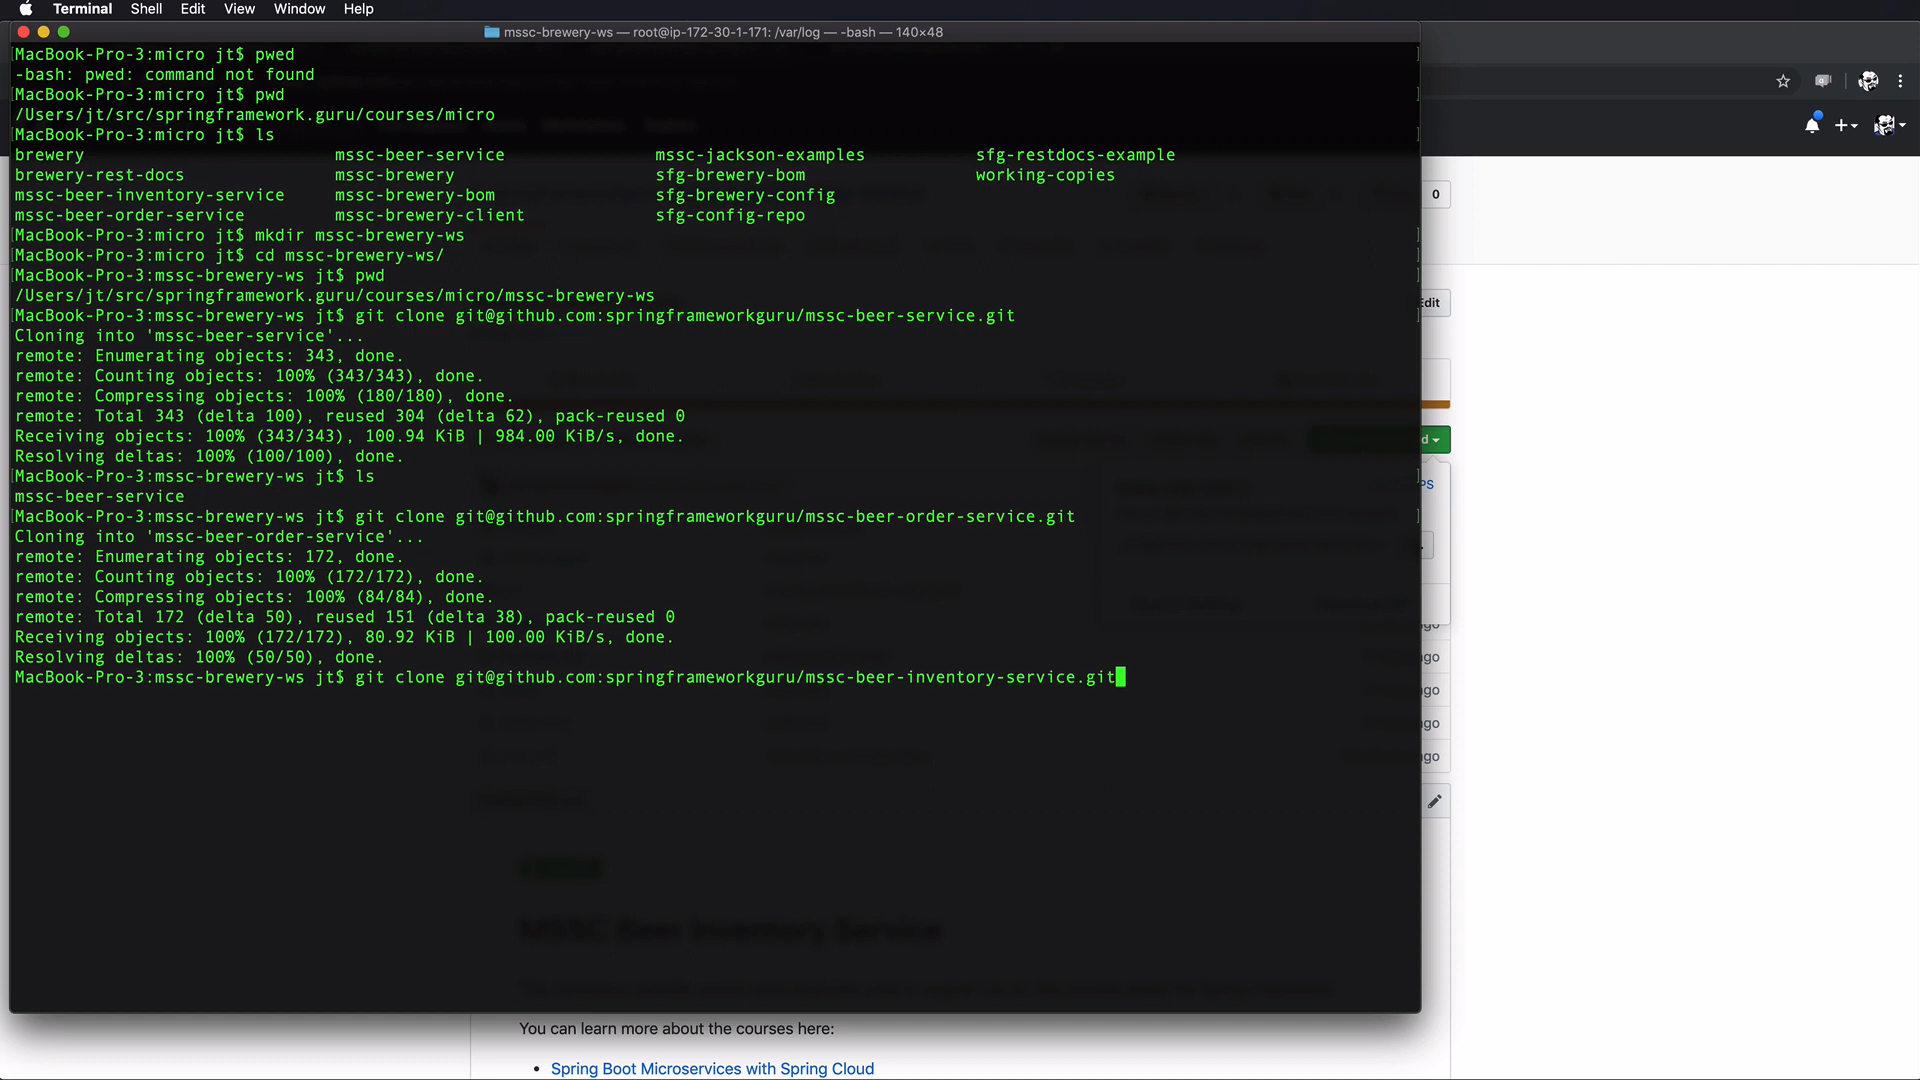 Terminal Shell Edit View Window Help
mssc-brewery-ws — root@ip-172-30-1-171: /var/log — -bash — 140×48
[MacBook-Pro-3:micro jt$ pwed ]
-bash: pwed: command not found
[MacBook-Pro-3:micro jt$ pwd ]
/Users/jt/src/springframework.guru/courses/micro
[MacBook-Pro-3:micro jt$ ls ]
brewery mssc-beer-service mssc-jackson-examples sfg-restdocs-example
brewery-rest-docs mssc-brewery sfg-brewery-bom working-copies
mssc-beer-inventory-service mssc-brewery-bom sfg-brewery-config
mssc-beer-order-service mssc-brewery-client sfg-config-repo
[MacBook-Pro-3:micro jt$ mkdir mssc-brewery-ws ]
[MacBook-Pro-3:micro jt$ cd mssc-brewery-ws/ ]
[MacBook-Pro-3:mssc-brewery-ws jt$ pwd ]
/Users/jt/src/springframework.guru/courses/micro/mssc-brewery-ws
[MacBook-Pro-3:mssc-brewery-ws jt$ git clone git@github.com:springframeworkguru/mssc-beer-service.git ]
Cloning into 'mssc-beer-service'...
remote: Enumerating objects: 343, done.
remote: Counting objects: 100% (343/343), done.
remote: Compressing objects: 100% (180/180), done.
remote: Total 343 (delta 100), reused 304 (delta 62), pack-reused 0
Receiving objects: 100% (343/343), 100.94 KiB | 984.00 KiB/s, done.
Resolving deltas: 100% (100/100), done.
[MacBook-Pro-3:mssc-brewery-ws jt$ ls ]
mssc-beer-service
[MacBook-Pro-3:mssc-brewery-ws jt$ git clone git@github.com:springframeworkguru/mssc-beer-order-service.git ]
Cloning into 'mssc-beer-order-service'...
remote: Enumerating objects: 172, done.
remote: Counting objects: 100% (172/172), done.
remote: Compressing objects: 100% (84/84), done.
remote: Total 172 (delta 50), reused 151 (delta 38), pack-reused 0
Receiving objects: 100% (172/172), 80.92 KiB | 100.00 KiB/s, done.
Resolving deltas: 100% (50/50), done.
MacBook-Pro-3:mssc-brewery-ws jt$ git clone git@github.com:springframeworkguru/mssc-beer-inventory-service.git
0
Edit
d
PS
ago
ago
ago
ago
ago
MSSC Beer Inventory Service
You can learn more about the courses here:
• Spring Boot Microservices with Spring Cloud